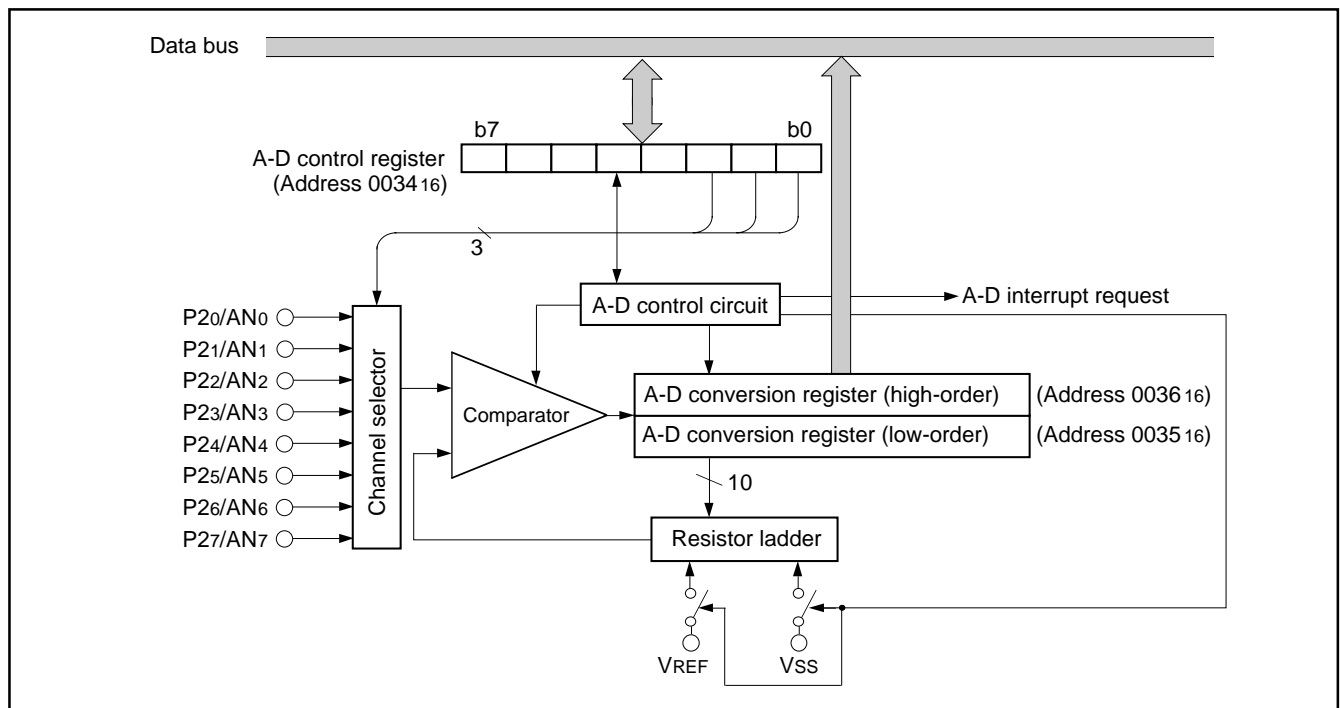 Data bus
b7 b0
A-D control register
(Address 003416)
3
A-D control circuit
A-D interrupt request
P20/AN0
P21/AN1
P22/AN2
P23/AN3
P24/AN4
P25/AN5
P26/AN6
P27/AN7
Channel selector
Comparator
A-D conversion register (high-order) (Address 003616)
A-D conversion register (low-order) (Address 003516)
10
Resistor ladder
VREF VSS